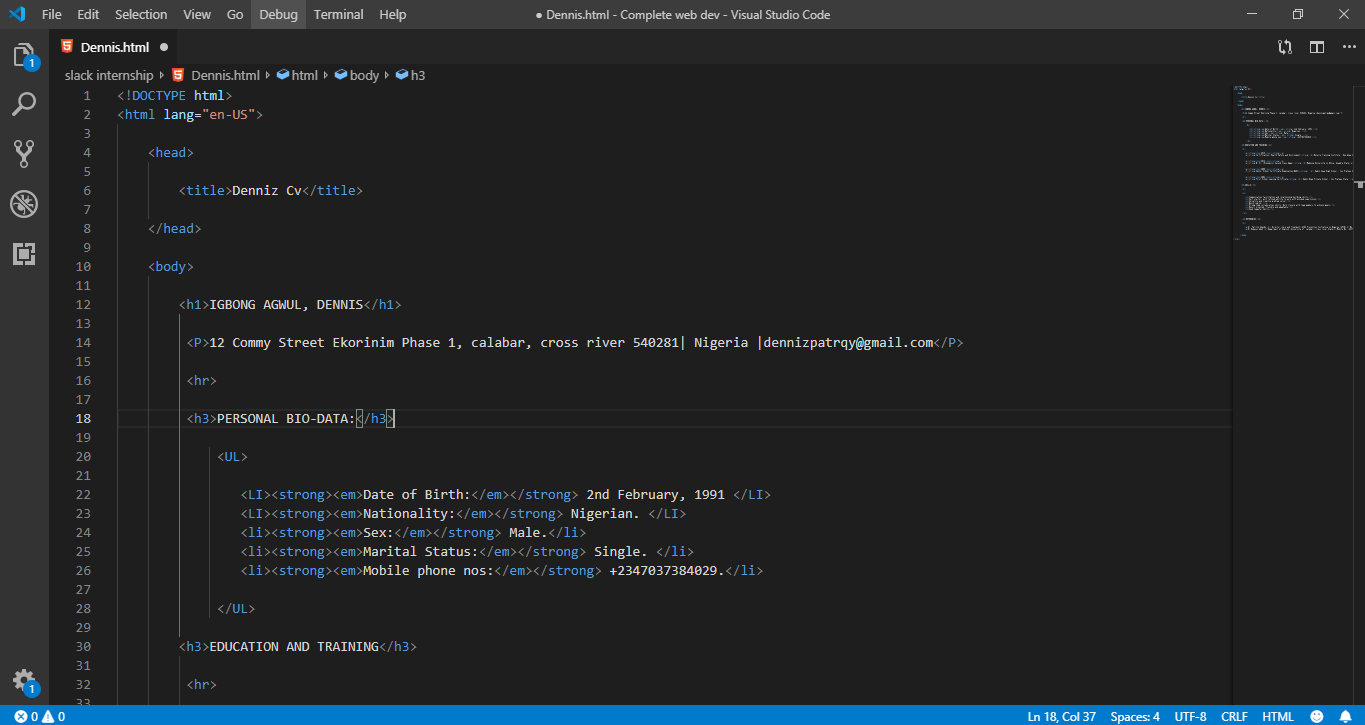 File Edit Selection View Go Debug Terminal Help ● Dennis.html - Complete web dev - Visual Studio Code
Dennis.html ●
1
slack internship Dennis.html html body h3
1 <!DOCTYPE html>
2 <html lang="en-US">
3
4 <head>
5
6 <title>Denniz Cv</title>
7
8 </head>
9
10 <body>
11
12 <h1>IGBONG AGWUL, DENNIS</h1>
13
14 <P>12 Commy Street Ekorinim Phase 1, calabar, cross river 540281| Nigeria |dennizpatrqy@gmail.com</P>
15
16 <hr>
17
18 <h3>PERSONAL BIO-DATA:</h3>
19
20 <UL>
21
22 <LI><strong><em>Date of Birth:</em></strong> 2nd February, 1991 </LI>
23 <LI><strong><em>Nationality:</em></strong> Nigerian. </LI>
24 <li><strong><em>Sex:</em></strong> Male.</li>
25 <li><strong><em>Marital Status:</em></strong> Single. </li>
26 <li><strong><em>Mobile phone nos:</em></strong> +2347037384029.</li>
27
28 </UL>
29
30 <h3>EDUCATION AND TRAINING</h3>
31
32 <hr>
33
1
0 0 Ln 18, Col 37 Spaces: 4 UTF-8 CRLF HTML